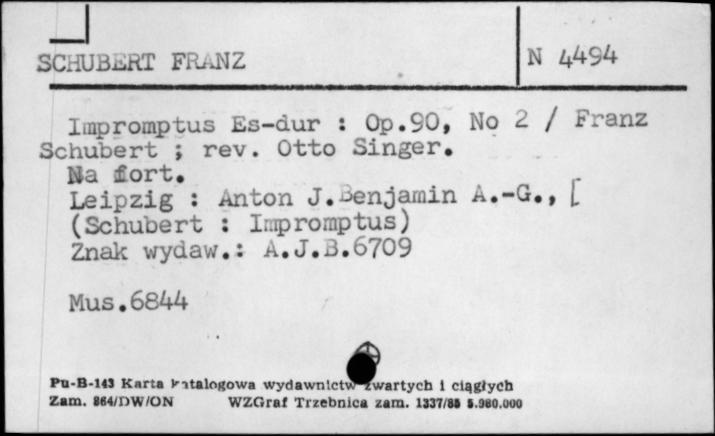 SCHUBERT FRANZ
N 4494
Impromptus Es-dur : Op.90, No 2 / Franz
Schubert ; rev. Otto Singer.
Na fort.
Leipzig : Anton J.Benjamin A.-G., [
(Schubert : Impromptus)
Znak wydaw.: A.J.B.6709
Mus.6844
Pu-B-143 Karta katalogowa wydawnictw zwartych i ciągłych
Zam. 864/DW/ON WZGraf Trzebnica zam. 1337/85 5.980.000